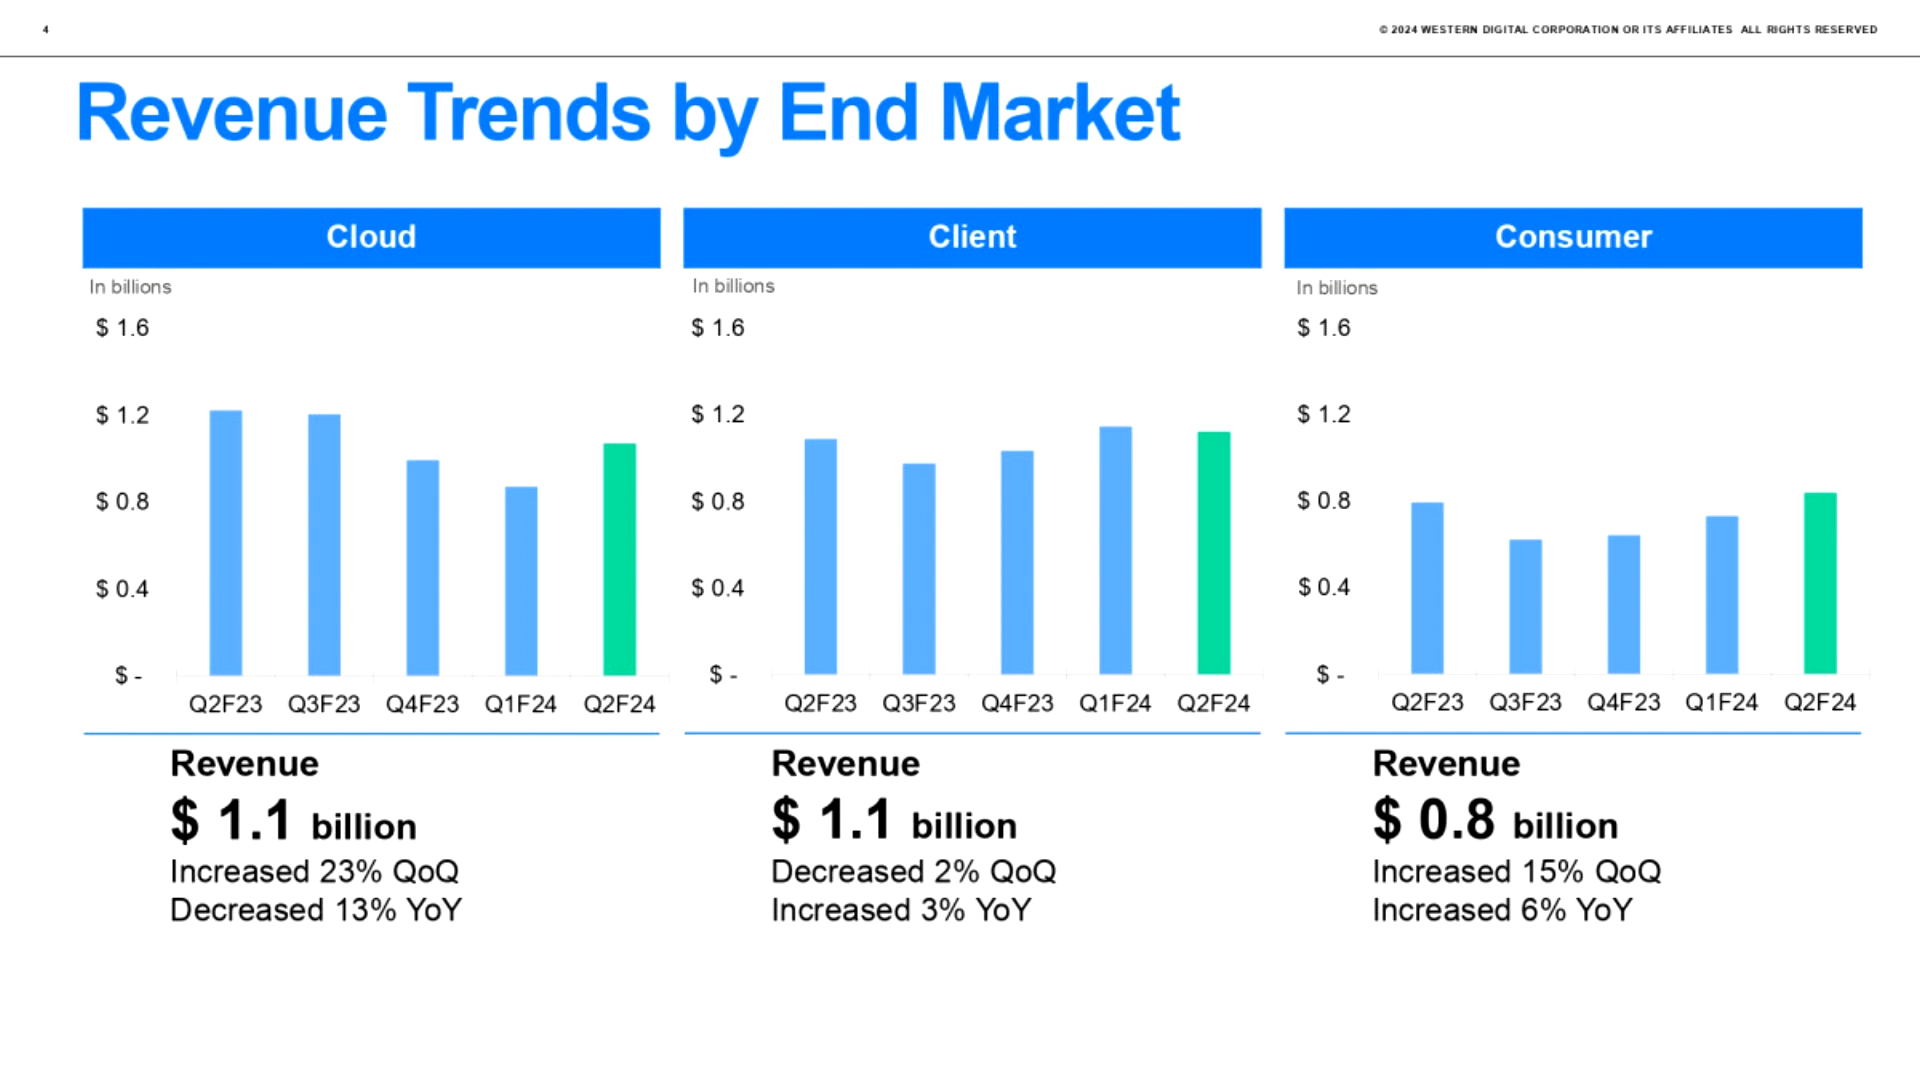 4
© 2024 WESTERN DIGITAL CORPORATION OR ITS AFFILIATES ALL RIGHTS RESERVED
Revenue Trends by End Market
Cloud
In billions
$ 1.6
$ 1.2
$ 0.8
$ 0.4
$ -
Q2F23 Q3F23 Q4F23 Q1F24 Q2F24
Revenue
$ 1.1 billion
Increased 23% QoQ
Decreased 13% YoY
Client
In billions
$ 1.6
$ 1.2
$ 0.8
$ 0.4
$ -
Q2F23 Q3F23 Q4F23 Q1F24 Q2F24
Revenue
$ 1.1 billion
Decreased 2% QoQ
Increased 3% YoY
Consumer
In billions
$ 1.6
$ 1.2
$ 0.8
$ 0.4
$ -
Q2F23 Q3F23 Q4F23 Q1F24 Q2F24
Revenue
$ 0.8 billion
Increased 15% QoQ
Increased 6% YoY